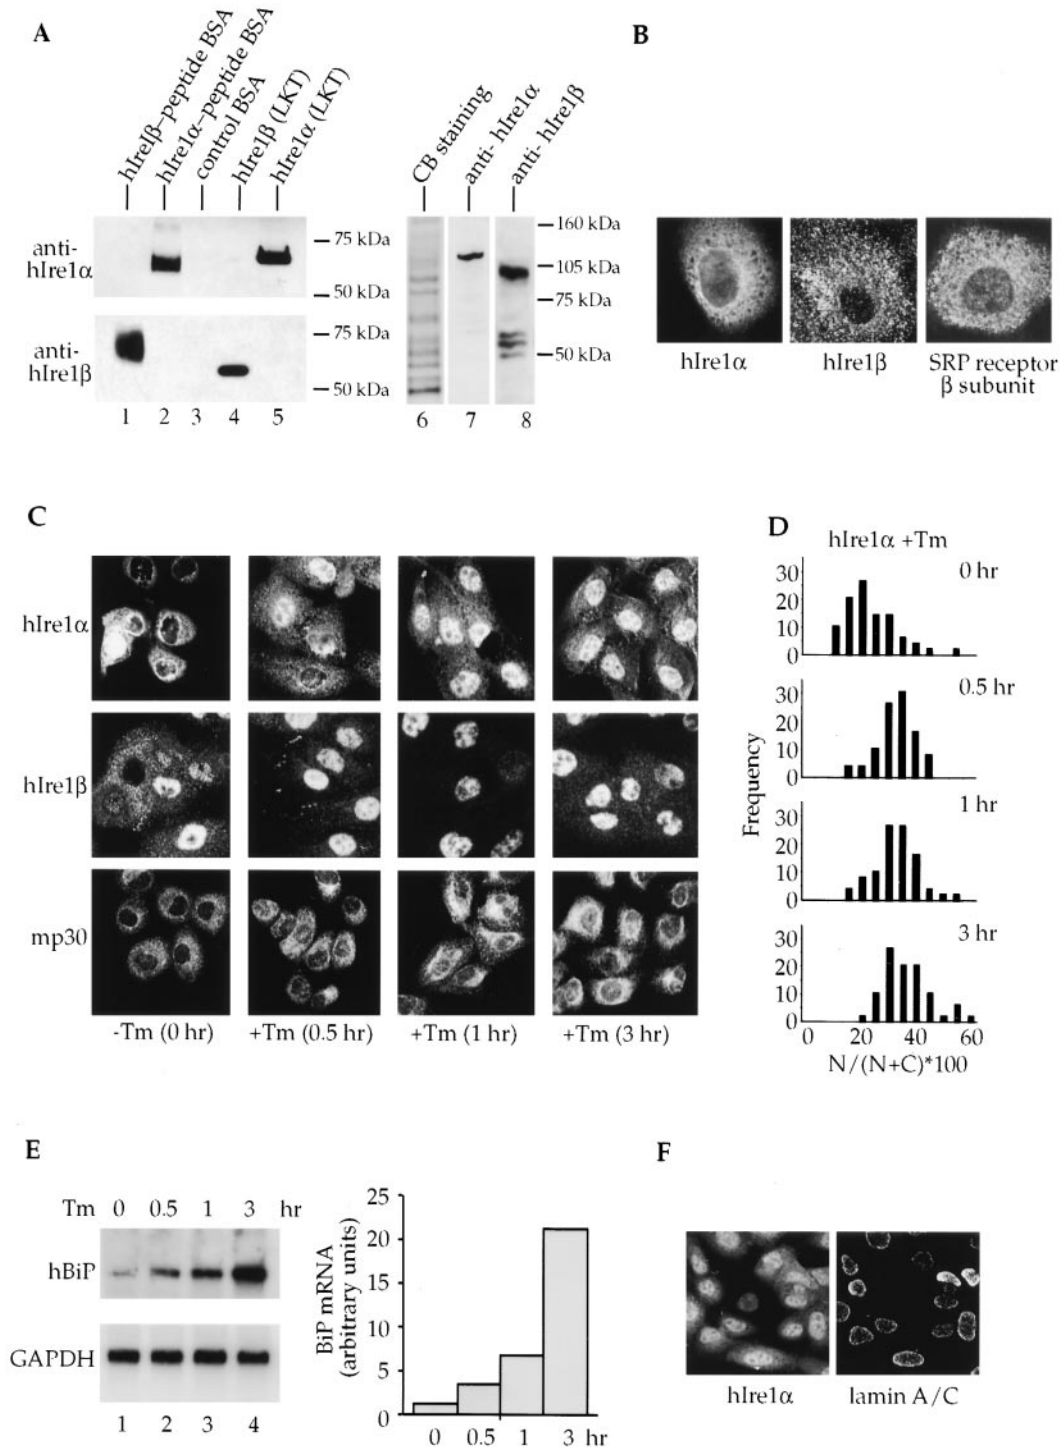 A
hIreIβ–peptide BSA
hIre1α–peptide BSA
control BSA
hIre1β (LKT)
hIre1α (LKT)
anti-
hIre1α
75 kDa
50 kDa
anti-
hIre1β
75 kDa
50 kDa
1 2 3 4 5
CB staining
anti- hIre1α
anti- hIre1β
160 kDa
105 kDa
75 kDa
50 kDa
6 7 8
B
hIre1α
hIre1β
SRP receptor
β subunit
C
hIre1α
hIre1β
mp30
-Tm (0 hr) +Tm (0.5 hr) +Tm (1 hr) +Tm (3 hr)
D
hIre1α +Tm
0 hr
30
20
10
0
0.5 hr
30
20
10
0
1 hr
30
20
10
0
3 hr
30
20
10
0
Frequency
0 20 40 60
N/(N+C)*100
E
Tm 0 0.5 1 3 hr
hBiP
GAPDH
1 2 3 4
BiP mRNA
(arbitrary units)
25
20
15
10
5
0
0 0.5 1 3 hr
F
hIre1α
lamin A/C